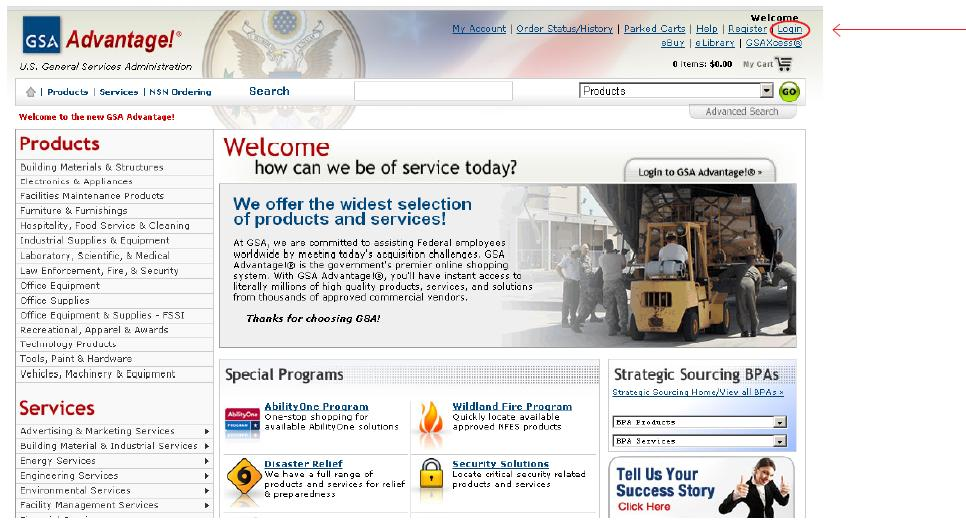 Welcome
My Account | Order Status/History | Parked Carts | Help | Register | Login
eBuy | eLibrary | GSAXcess®
GSA Advantage!®
U.S. General Services Administration
0 Items: $0.00 My Cart
| Products | Services | NSN Ordering Search Products GO
Advanced Search
Welcome to the new GSA Advantage!
Products
Building Materials & Structures
Electronics & Appliances
Facilities Maintenance Products
Furniture & Furnishings
Hospitality, Food Service & Cleaning
Industrial Supplies & Equipment
Laboratory, Scientific, & Medical
Law Enforcement, Fire, & Security
Office Equipment
Office Supplies
Office Equipment & Supplies - FSSI
Recreational, Apparel & Awards
Technology Products
Tools, Paint & Hardware
Vehicles, Machinery & Equipment
Services
Advertising & Marketing Services
Building Material & Industrial Services
Energy Services
Engineering Services
Environmental Services
Facility Management Services
Welcome
how can we be of service today?
Login to GSA Advantage!® »
We offer the widest selection
of products and services!
At GSA, we are committed to assisting Federal employees
worldwide by meeting today's acquisition challenges. GSA
Advantage!® is the government's premier online shopping
system. With GSA Advantage!®, you'll have instant access to
literally millions of high quality products, services, and solutions
from thousands of approved commercial vendors.
Thanks for choosing GSA!
Special Programs
AbilityOne
PROGRAM
AbilityOne Program
One-stop shopping for
available AbilityOne solutions
Wildland Fire Program
Quickly locate available
approved NFES products
Disaster Relief
We have a full range of
products and services for relief
& preparedness
Security Solutions
Locate critical security related
products and services
Strategic Sourcing BPAs
Strategic Sourcing Home/View all BPAs »
BPA Products
BPA Services
Tell Us Your
Success Story
Click Here